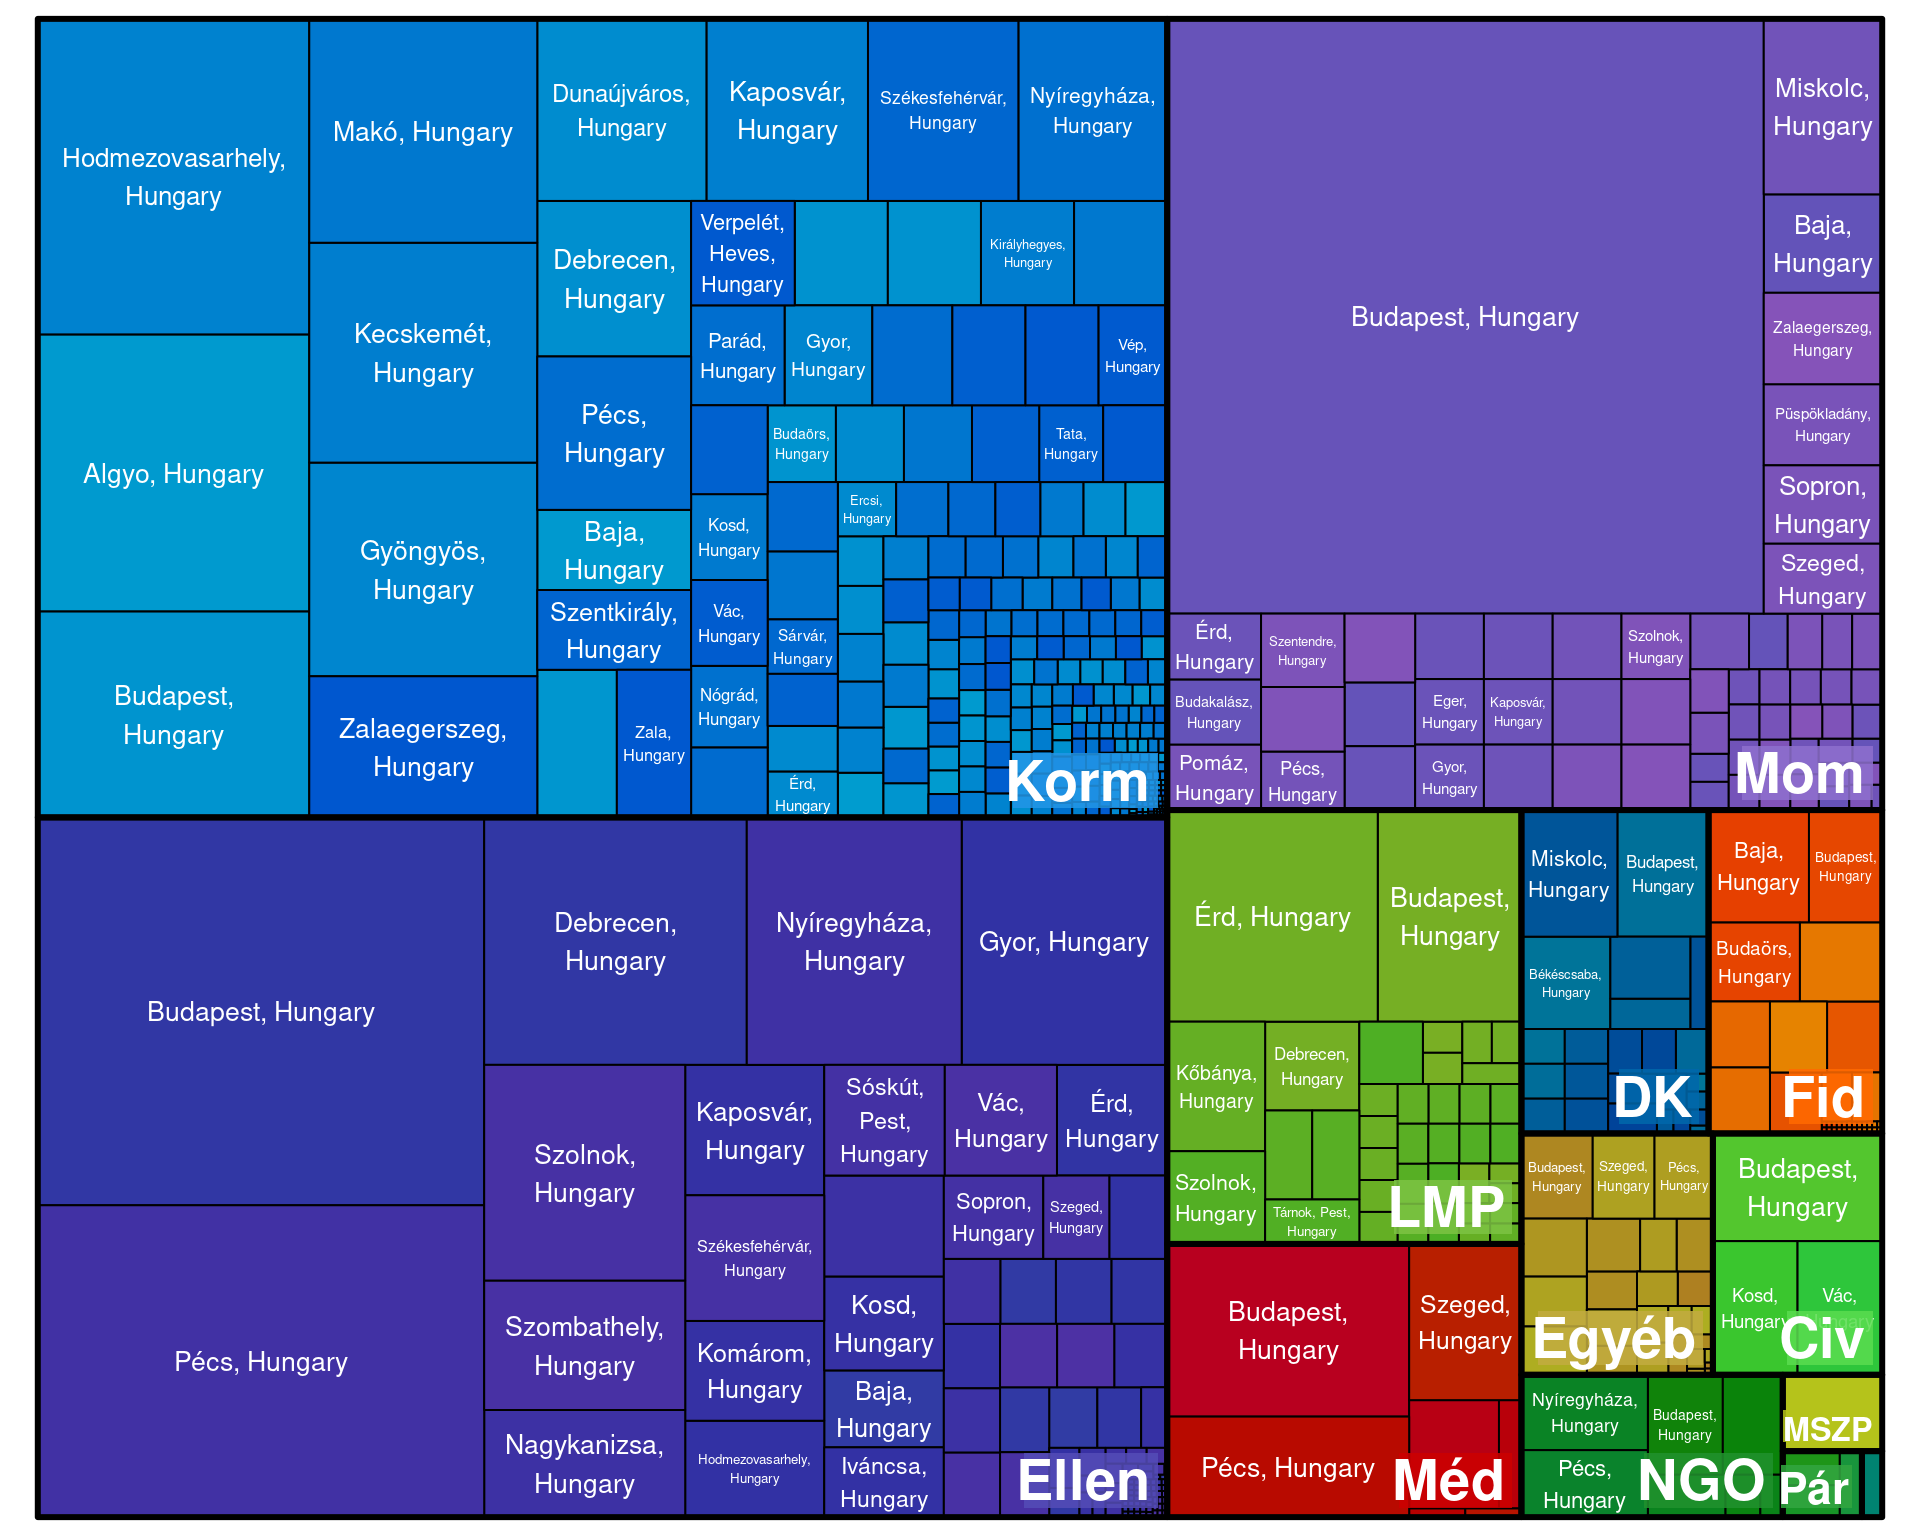 Hodmezovasarhely,
Hungary
Algyo, Hungary
Budapest,
Hungary
Makó, Hungary
Kecskemét,
Hungary
Gyöngyös,
Hungary
Zalaegerszeg,
Hungary
Dunaújváros,
Hungary
Kaposvár,
Hungary
Székesfehérvár,
Hungary
Nyíregyháza,
Hungary
Debrecen,
Hungary
Pécs,
Hungary
Baja,
Hungary
Szentkirály,
Hungary
Zala,
Hungary
Verpelét,
Heves,
Hungary
Királyhegyes,
Hungary
Parád,
Hungary
Gyor,
Hungary
Vép,
Hungary
Budaörs,
Hungary
Tata,
Hungary
Kosd,
Hungary
Ercsi,
Hungary
Vác,
Hungary
Sárvár,
Hungary
Nógrád,
Hungary
Érd,
Hungary
Korm
Budapest, Hungary
Miskolc,
Hungary
Baja,
Hungary
Zalaegerszeg,
Hungary
Püspökladány,
Hungary
Sopron,
Hungary
Szeged,
Hungary
Érd,
Hungary
Szentendre,
Hungary
Szolnok,
Hungary
Budakalász,
Hungary
Eger,
Hungary
Kaposvár,
Hungary
Pomáz,
Hungary
Pécs,
Hungary
Gyor,
Hungary
Mom
Budapest, Hungary
Pécs, Hungary
Debrecen,
Hungary
Nyíregyháza,
Hungary
Gyor, Hungary
Szolnok,
Hungary
Szombathely,
Hungary
Nagykanizsa,
Hungary
Kaposvár,
Hungary
Székesfehérvár,
Hungary
Komárom,
Hungary
Hodmezovasarhely,
Hungary
Sóskút,
Pest,
Hungary
Vác,
Hungary
Érd,
Hungary
Sopron,
Hungary
Szeged,
Hungary
Kosd,
Hungary
Baja,
Hungary
Iváncsa,
Hungary
Ellen
Érd, Hungary
Budapest,
Hungary
Kőbánya,
Hungary
Debrecen,
Hungary
Szolnok,
Hungary
Tárnok, Pest,
Hungary
LMP
Miskolc,
Hungary
Budapest,
Hungary
Békéscsaba,
Hungary
DK
Baja,
Hungary
Budapest,
Hungary
Budaörs,
Hungary
Fid
Budapest,
Hungary
Szeged,
Hungary
Pécs, Hungary
Méd
Budapest,
Hungary
Szeged,
Hungary
Pécs,
Hungary
Egyéb
Budapest,
Hungary
Kosd,
Hungary
Vác,
Hungary
Civ
Nyíregyháza,
Hungary
Budapest,
Hungary
Pécs,
Hungary
NGO
MSZP
Pár